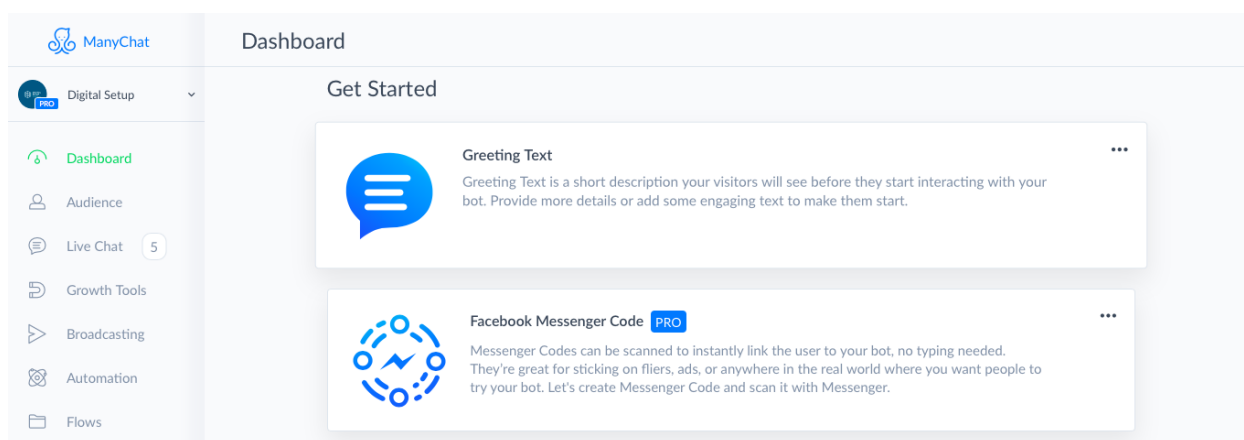 ManyChat
Dashboard
Digital Setup
PRO
Get Started
Dashboard
Audience
Live Chat 5
Growth Tools
Broadcasting
Automation
Flows
Greeting Text
Greeting Text is a short description your visitors will see before they start interacting with your
bot. Provide more details or add some engaging text to make them start.
Facebook Messenger Code PRO
Messenger Codes can be scanned to instantly link the user to your bot, no typing needed.
They're great for sticking on fliers, ads, or anywhere in the real world where you want people to
try your bot. Let's create Messenger Code and scan it with Messenger.